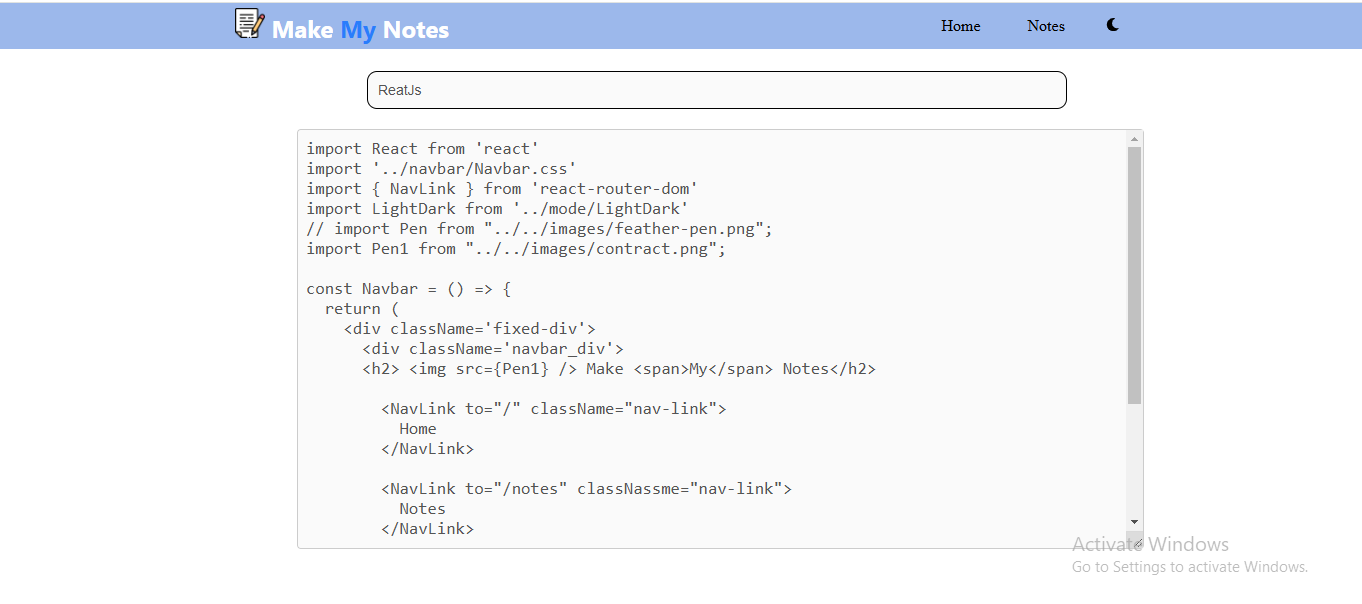 Make My Notes
Home
Notes
ReatJs
import React from 'react'
import '../navbar/Navbar.css'
import { NavLink } from 'react-router-dom'
import LightDark from '../mode/LightDark'
// import Pen from "../../images/feather-pen.png";
import Pen1 from "../../images/contract.png";

const Navbar = () => {
  return (
    <div className='fixed-div'>
      <div className='navbar_div'>
      <h2> <img src={Pen1} /> Make <span>My</span> Notes</h2>

        <NavLink to="/" className="nav-link">
          Home
        </NavLink>

        <NavLink to="/notes" classNassme="nav-link">
          Notes
        </NavLink>
Activate Windows
Go to Settings to activate Windows.